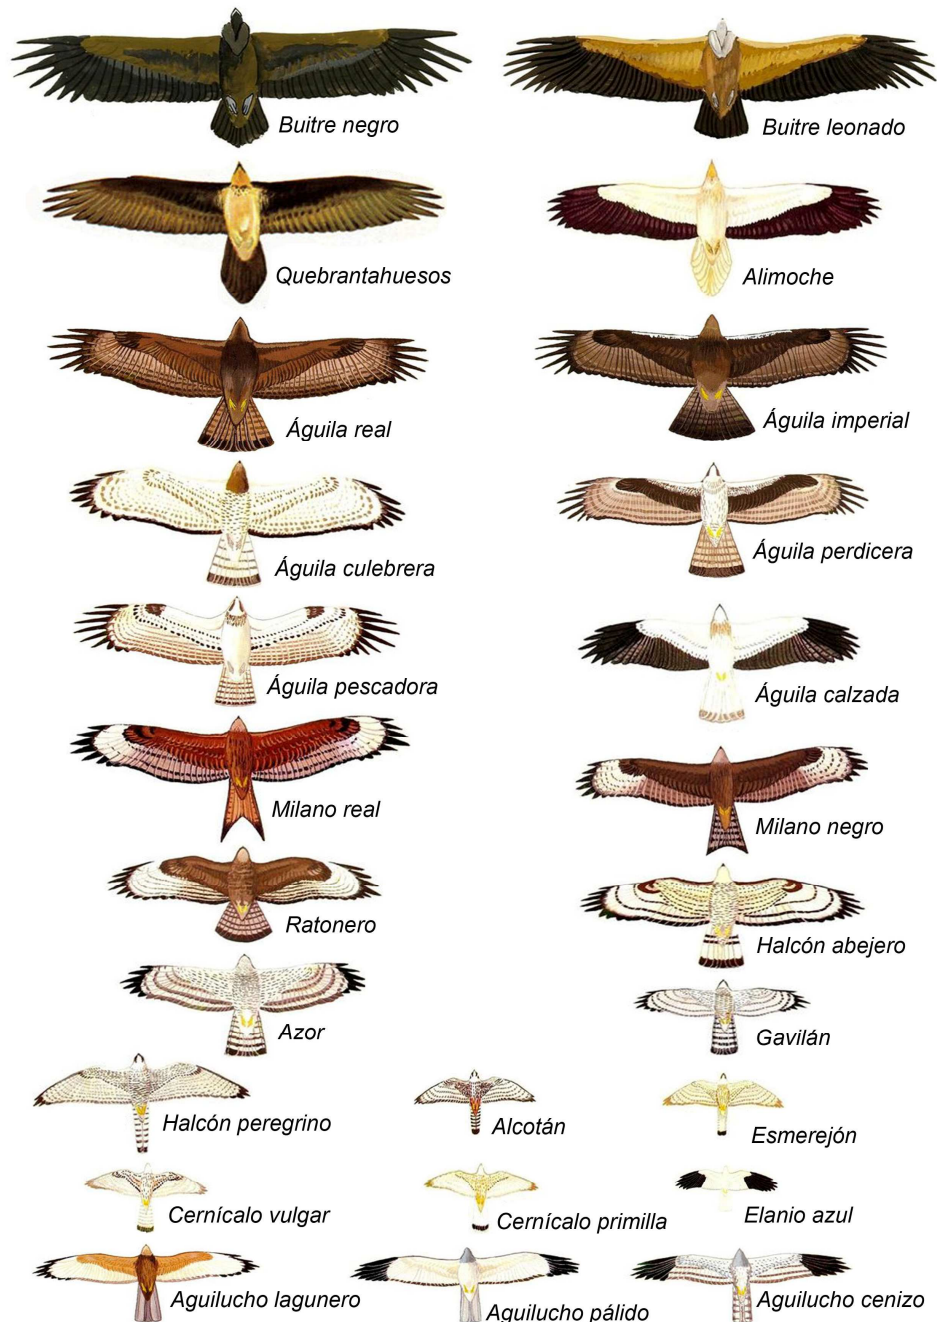 Buitre negro
Buitre leonado
Quebrantahuesos
Alimoche
Águila real
Águila imperial
Águila culebrera
Águila perdicera
Águila pescadora
Águila calzada
Milano real
Milano negro
Ratonero
Halcón abejero
Azor
Gavilán
Halcón peregrino
Alcotán
Esmerejón
Cernícalo vulgar
Cernícalo primilla
Elanio azul
Aguilucho lagunero
Aguilucho pálido
Aguilucho cenizo